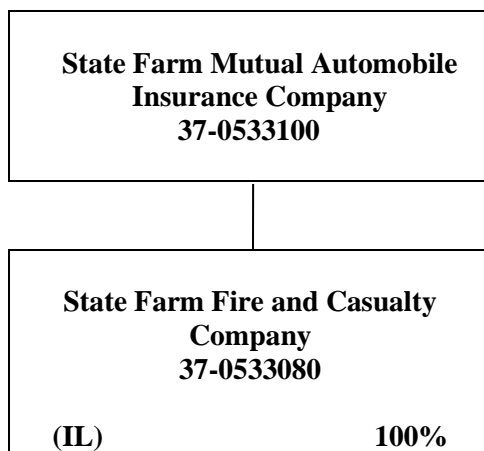 State Farm Mutual Automobile
Insurance Company
37-0533100
State Farm Fire and Casualty
Company
37-0533080
(IL) 100%